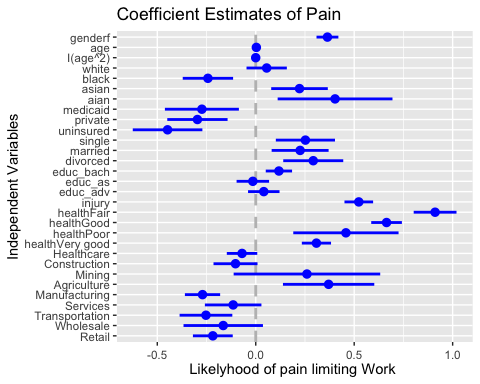 Coefficient Estimates of Pain
Independent Variables
genderf
age
I(age^2)
white
black
asian
aian
medicaid
private
uninsured
single
married
divorced
educ_bach
educ_as
educ_adv
injury
healthFair
healthGood
healthPoor
healthVery good
Healthcare
Construction
Mining
Agriculture
Manufacturing
Services
Transportation
Wholesale
Retail
-0.5 0.0 0.5 1.0
Likelyhood of pain limiting Work